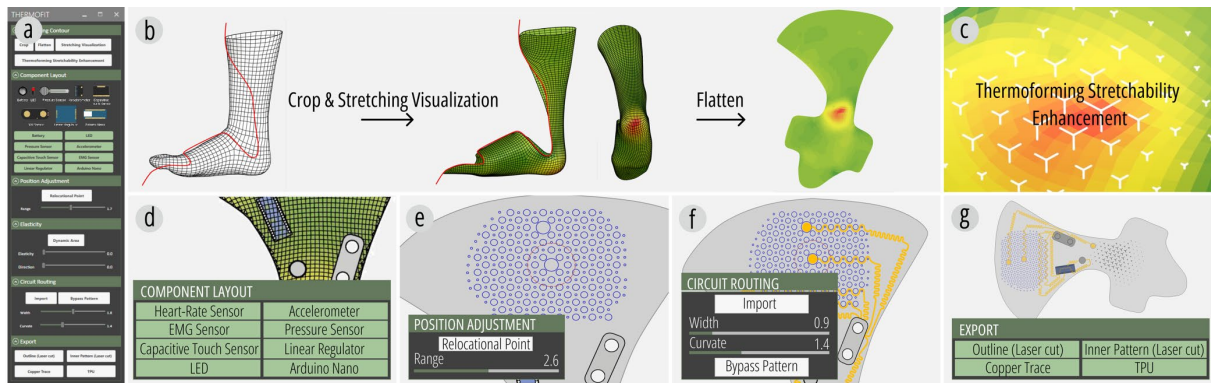 THERMOFIT
a
Crop
Flatten
Stretching Visualization
Thermoforming Stretchability Enhancement
Component Layout
Battery
LED
Pressure Sensor
Accelerometer
Capacitive Touch Sensor
EMG Sensor
Linear Regulator
Arduino Nano
Position Adjustment
Relocational Point
Range
Elasticity
Dynamic Area
Elasticity
0.0
Direction
0.0
Circuit Routing
Import
Bypass Pattern
Width
Curvate
Export
Outline (Laser cut)
Inner Pattern (Laser cut)
Copper Trace
TPU
b
Crop & Stretching Visualization
Flatten
c
Thermoforming Stretchability
Enhancement
d
COMPONENT LAYOUT
Heart-Rate Sensor
Accelerometer
EMG Sensor
Pressure Sensor
Capacitive Touch Sensor
Linear Regulator
LED
Arduino Nano
e
POSITION ADJUSTMENT
Relocational Point
Range
2.6
f
CIRCUIT ROUTING
Import
Width
0.9
Curvate
1.4
Bypass Pattern
g
EXPORT
Outline (Laser cut)
Inner Pattern (Laser cut)
Copper Trace
TPU